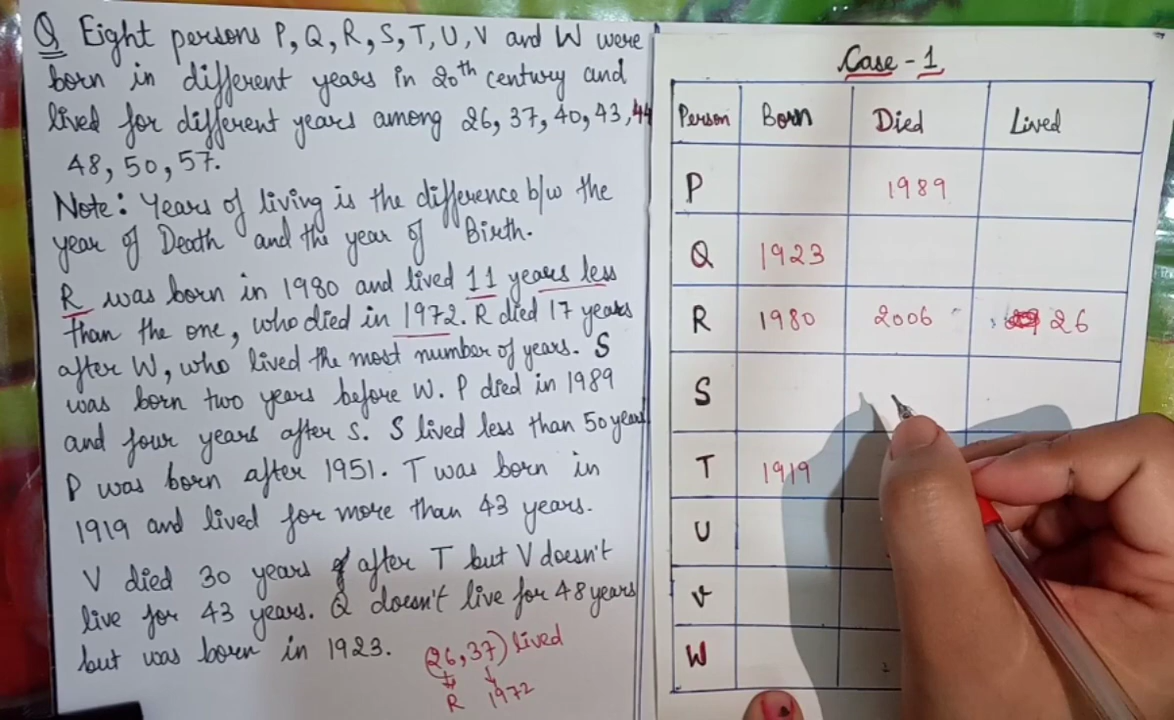 Q Eight persons P, Q, R, S, T, U, V and W were
born in different years in 20th century and
lived for different years among 26, 37, 40, 43, 44
48, 50, 57.
Note: Years of living is the difference b/w the
year of Death and the year of Birth.
R was born in 1980 and lived 11 years less
than the one, who died in 1972. R died 17 years
after W, who lived the most number of years. S
was born two years before W. P died in 1989
and four years after S. S lived less than 50 years
P was born after 1951. T was born in
1919 and lived for more than 43 years.
V died 30 years after T but V doesn't
live for 43 years. Q doesn't live for 48 years
but was born in 1923.
(26, 37) lived
R 1972
Case - 1
Person Born Died Lived
P 1989
Q 1923
R 1980 2006 26
S
T 1919
U
V
W